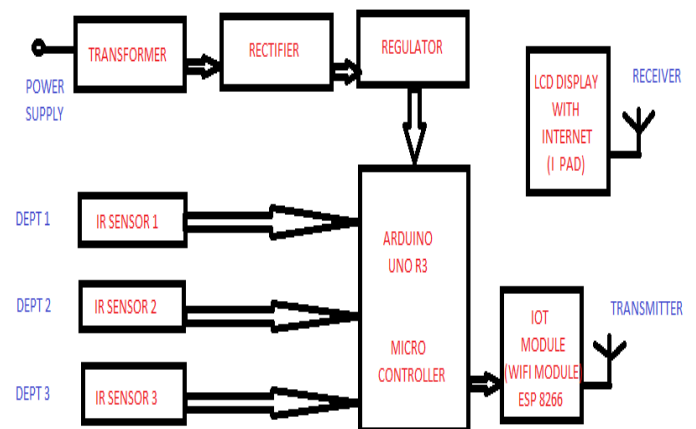 TRANSFORMER
RECTIFIER
REGULATOR
POWER
SUPPLY
LCD DISPLAY
WITH
INTERNET
(I PAD)
RECEIVER
DEPT 1
IR SENSOR 1
DEPT 2
IR SENSOR 2
DEPT 3
IR SENSOR 3
ARDUINO
UNO R3
MICRO
CONTROLLER
IOT
MODULE
(WIFI MODULE)
ESP 8266
TRANSMITTER